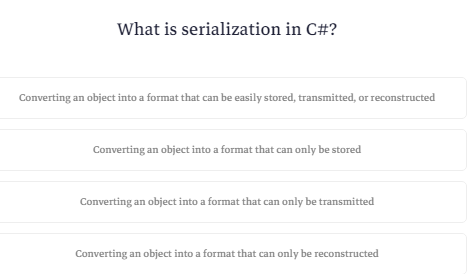 What is serialization in C#?
Converting an object into a format that can be easily stored, transmitted, or reconstructed
Converting an object into a format that can only be stored
Converting an object into a format that can only be transmitted
Converting an object into a format that can only be reconstructed